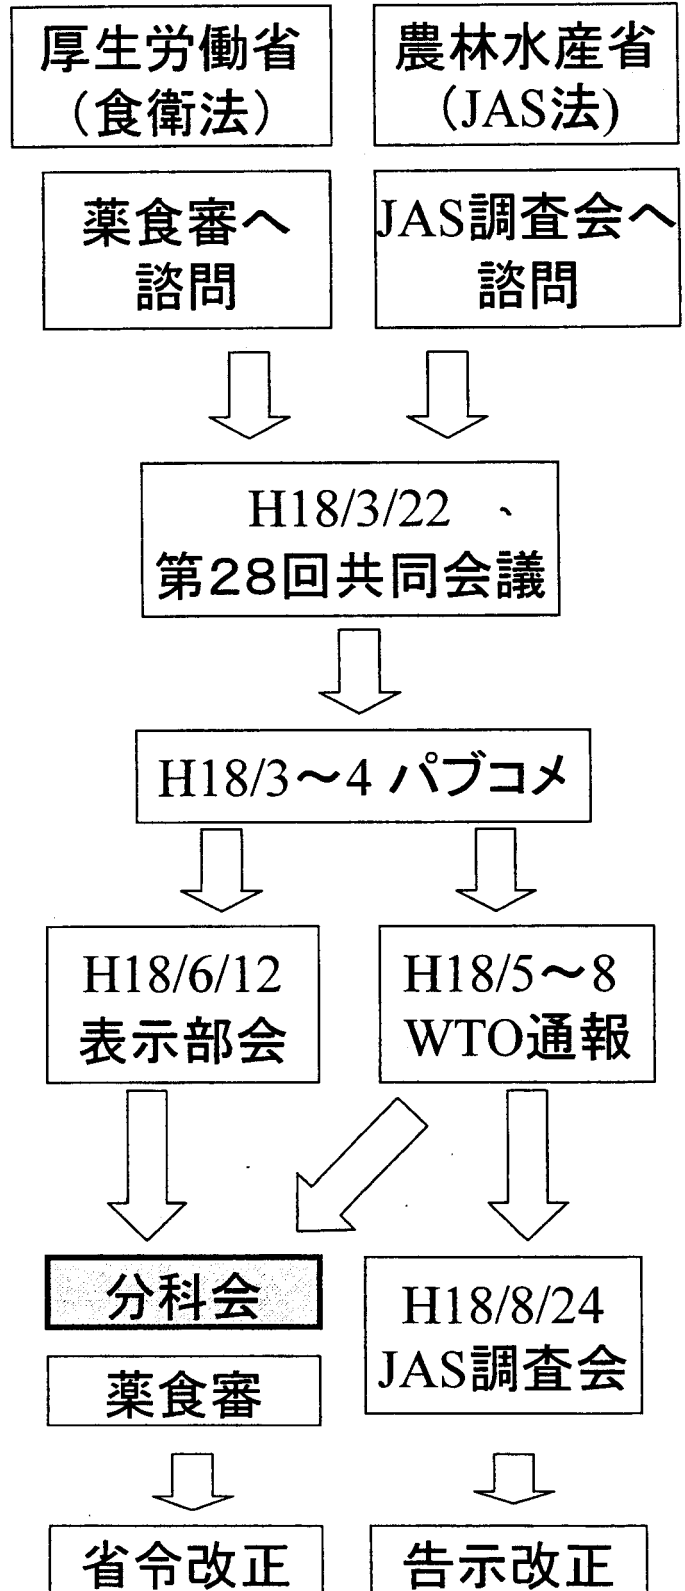 厚生労働省
（食衛法）
農林水産省
（JAS法）
薬食審へ
諮問
JAS調査会へ
諮問
H18/3/22 、
第28回共同会議
H18/3〜4 パブコメ
H18/6/12
表示部会
H18/5〜8
WTO通報
分科会
薬食審
H18/8/24
JAS調査会
省令改正
告示改正